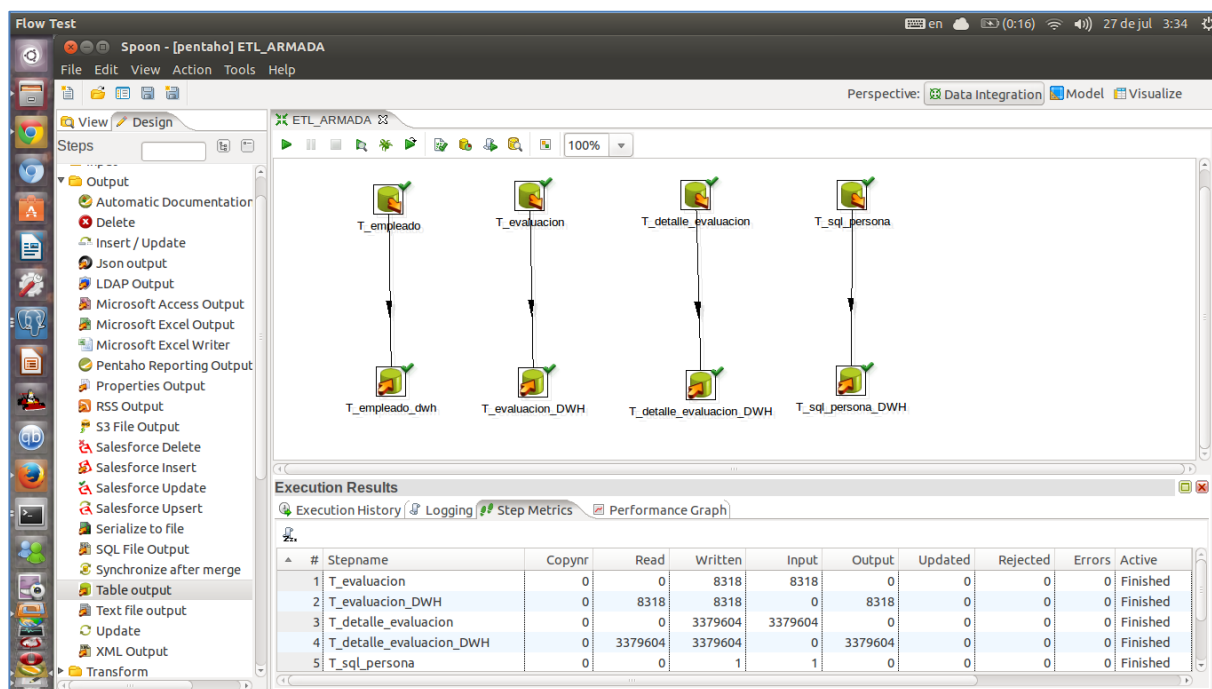 Flow Test en (0:16) 27 de jul 3:34
Spoon - [pentaho] ETL_ARMADA
File Edit View Action Tools Help
Perspective: Data Integration Model Visualize
View Design ETL_ARMADA
Steps 100%
Output
Automatic Documentation
Delete
Insert / Update
Json output
LDAP Output
Microsoft Access Output
Microsoft Excel Output
Microsoft Excel Writer
Pentaho Reporting Output
Properties Output
RSS Output
S3 File Output
Salesforce Delete
Salesforce Insert
Salesforce Update
Salesforce Upsert
Serialize to file
SQL File Output
Synchronize after merge
Table output
Text file output
Update
XML Output
Transform
T_empleado T_evaluacion T_detalle_evaluacion T_sql_persona
T_empleado_dwh T_evaluacion_DWH T_detalle_evaluacion_DWH T_sql_persona_DWH
Execution Results
Execution History Logging Step Metrics Performance Graph
# Stepname Copynr Read Written Input Output Updated Rejected Errors Active
1 T_evaluacion 0 0 8318 8318 0 0 0 0 Finished
2 T_evaluacion_DWH 0 8318 8318 0 8318 0 0 0 Finished
3 T_detalle_evaluacion 0 0 3379604 3379604 0 0 0 0 Finished
4 T_detalle_evaluacion_DWH 0 3379604 3379604 0 3379604 0 0 0 Finished
5 T_sql_persona 0 0 1 1 0 0 0 0 Finished